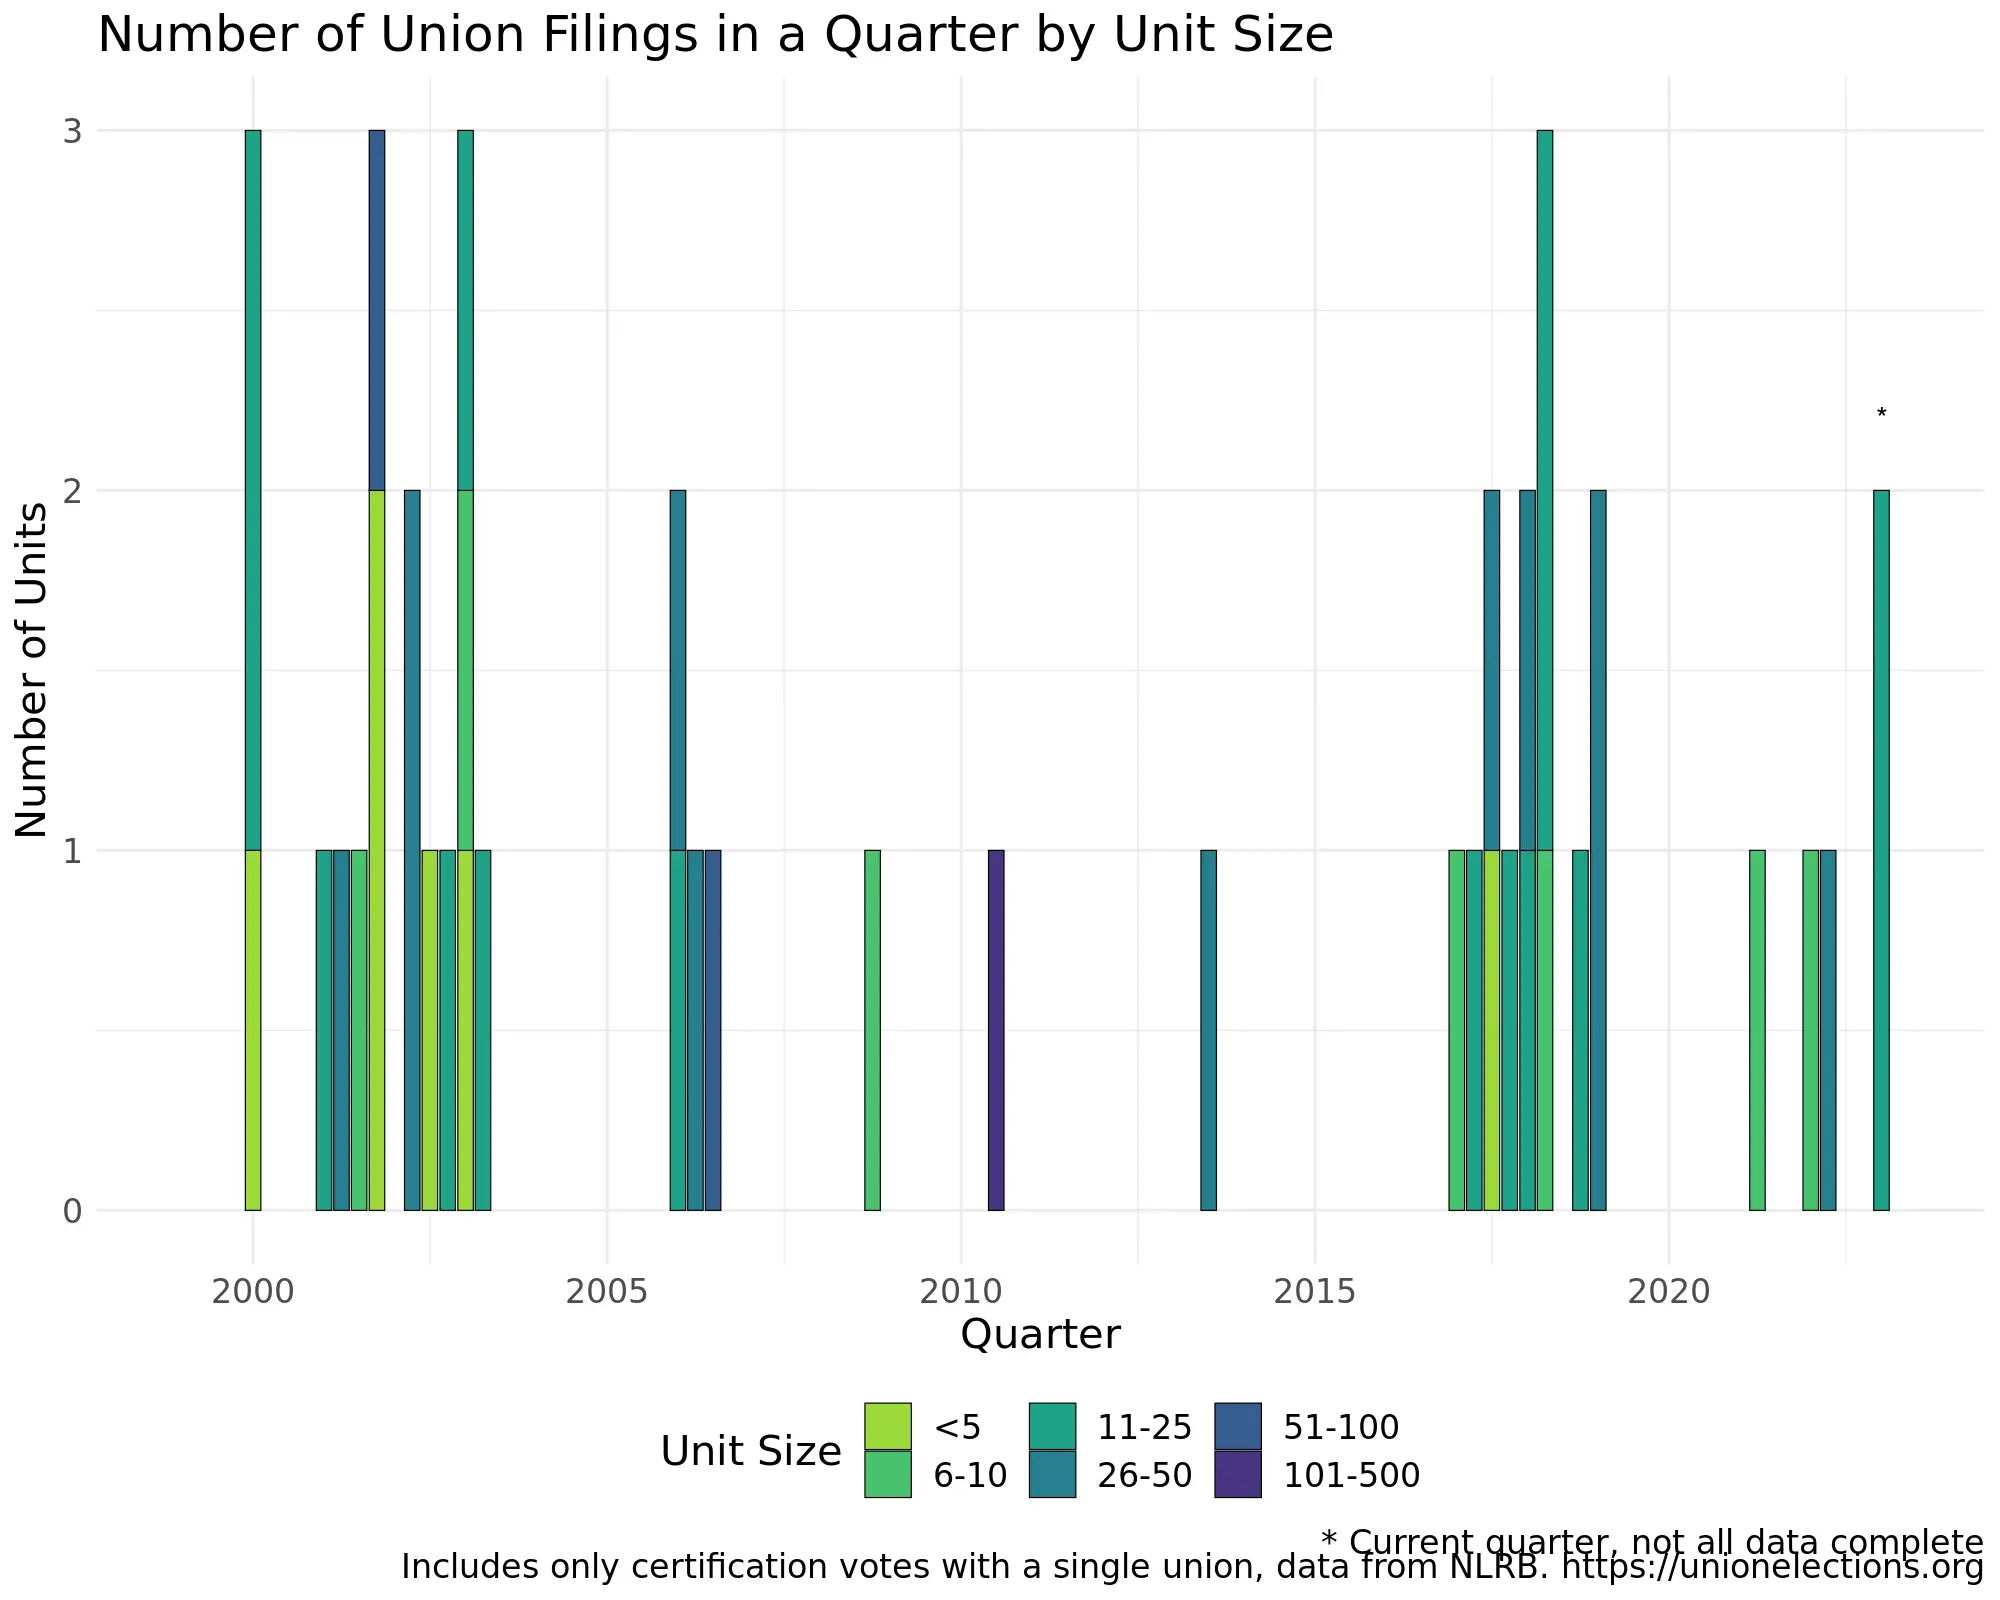 Number of Union Filings in a Quarter by Unit Size
3
2
1
0
Number of Units
*
2000 2005 2010 2015 2020
Quarter
Unit Size
<5 11-25 51-100
6-10 26-50 101-500
* Current quarter, not all data complete
Includes only certification votes with a single union, data from NLRB. https://unionelections.org